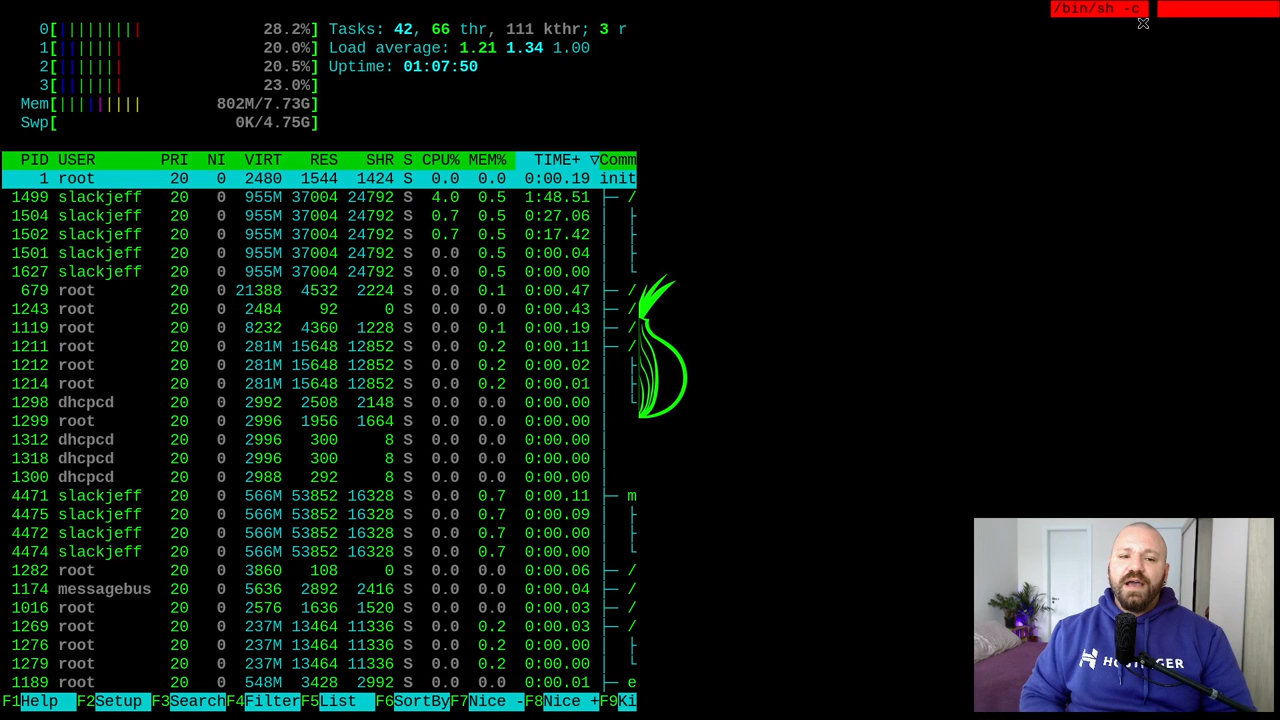 /bin/sh -c
0[||||||||| 28.2%] Tasks: 42, 66 thr, 111 kthr; 3 r
1[||||||| 20.0%] Load average: 1.21 1.34 1.00
2[||||||| 20.5%] Uptime: 01:07:50
3[||||||| 23.0%]
Mem[||||||||| 802M/7.73G]
Swp[ 0K/4.75G]
PID USER PRI NI VIRT RES SHR S CPU% MEM% TIME+ ▽Comm
1 root 20 0 2480 1544 1424 S 0.0 0.0 0:00.19 init
1499 slackjeff 20 0 955M 37004 24792 S 4.0 0.5 1:48.51 ├─ /
1504 slackjeff 20 0 955M 37004 24792 S 0.7 0.5 0:27.06 │ ├
1502 slackjeff 20 0 955M 37004 24792 S 0.7 0.5 0:17.42 │ ├
1501 slackjeff 20 0 955M 37004 24792 S 0.0 0.5 0:00.04 │ ├
1627 slackjeff 20 0 955M 37004 24792 S 0.0 0.5 0:00.00 │ └
679 root 20 0 21388 4532 2224 S 0.0 0.1 0:00.47 ├─ /
1243 root 20 0 2484 92 0 S 0.0 0.0 0:00.43 ├─ /
1119 root 20 0 8232 4360 1228 S 0.0 0.1 0:00.19 ├─ /
1211 root 20 0 281M 15648 12852 S 0.0 0.2 0:00.11 ├─ /
1212 root 20 0 281M 15648 12852 S 0.0 0.2 0:00.02 │ ├
1214 root 20 0 281M 15648 12852 S 0.0 0.2 0:00.01 │ ├
1298 dhcpcd 20 0 2992 2508 2148 S 0.0 0.0 0:00.00 │ └
1299 root 20 0 2996 1956 1664 S 0.0 0.0 0:00.00 │
1312 dhcpcd 20 0 2996 300 8 S 0.0 0.0 0:00.00 │
1318 dhcpcd 20 0 2996 300 8 S 0.0 0.0 0:00.00 │
1300 dhcpcd 20 0 2988 292 8 S 0.0 0.0 0:00.00 │
4471 slackjeff 20 0 566M 53852 16328 S 0.0 0.7 0:00.11 ├─ m
4475 slackjeff 20 0 566M 53852 16328 S 0.0 0.7 0:00.09 │ ├
4472 slackjeff 20 0 566M 53852 16328 S 0.0 0.7 0:00.00 │ ├
4474 slackjeff 20 0 566M 53852 16328 S 0.0 0.7 0:00.00 │ └
1282 root 20 0 3860 108 0 S 0.0 0.0 0:00.06 ├─ /
1174 messagebus 20 0 5636 2892 2416 S 0.0 0.0 0:00.04 ├─ /
1016 root 20 0 2576 1636 1520 S 0.0 0.0 0:00.03 ├─ /
1269 root 20 0 237M 13464 11336 S 0.0 0.2 0:00.03 ├─ /
1276 root 20 0 237M 13464 11336 S 0.0 0.2 0:00.00 │ ├
1279 root 20 0 237M 13464 11336 S 0.0 0.2 0:00.00 │ └
1189 root 20 0 548M 3428 2992 S 0.0 0.0 0:00.01 ├─ e
F1Help F2Setup F3SearchF4FilterF5List F6SortByF7Nice -F8Nice +F9Ki